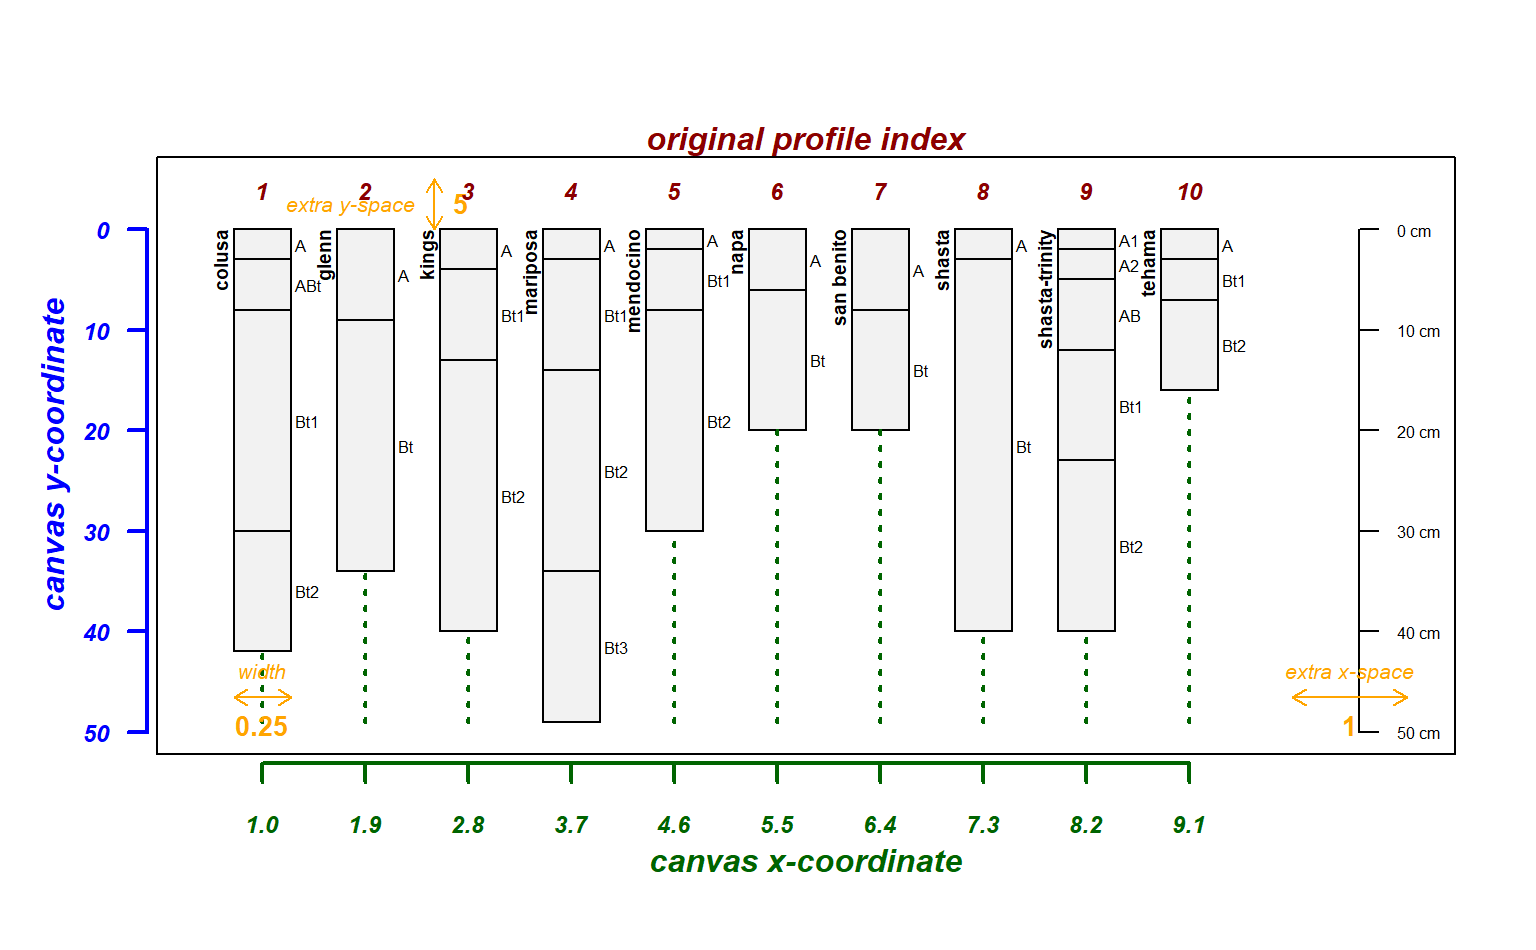 original profile index
1 2 3 4 5 6 7 8 9 10
extra y-space 5
canvas y-coordinate
0
10
20
30
40
50
colusa
A
ABt
Bt1
Bt2
glenn
A
Bt
kings
A
Bt1
Bt2
mariposa
A
Bt1
Bt2
Bt3
mendocino
A
Bt1
Bt2
napa
A
Bt
san benito
A
Bt
shasta
A
Bt
shasta-trinity
A1
A2
AB
Bt1
Bt2
tehama
A
Bt1
Bt2
0 cm
10 cm
20 cm
30 cm
40 cm
50 cm
width
0.25
extra x-space
1
1.0 1.9 2.8 3.7 4.6 5.5 6.4 7.3 8.2 9.1
canvas x-coordinate